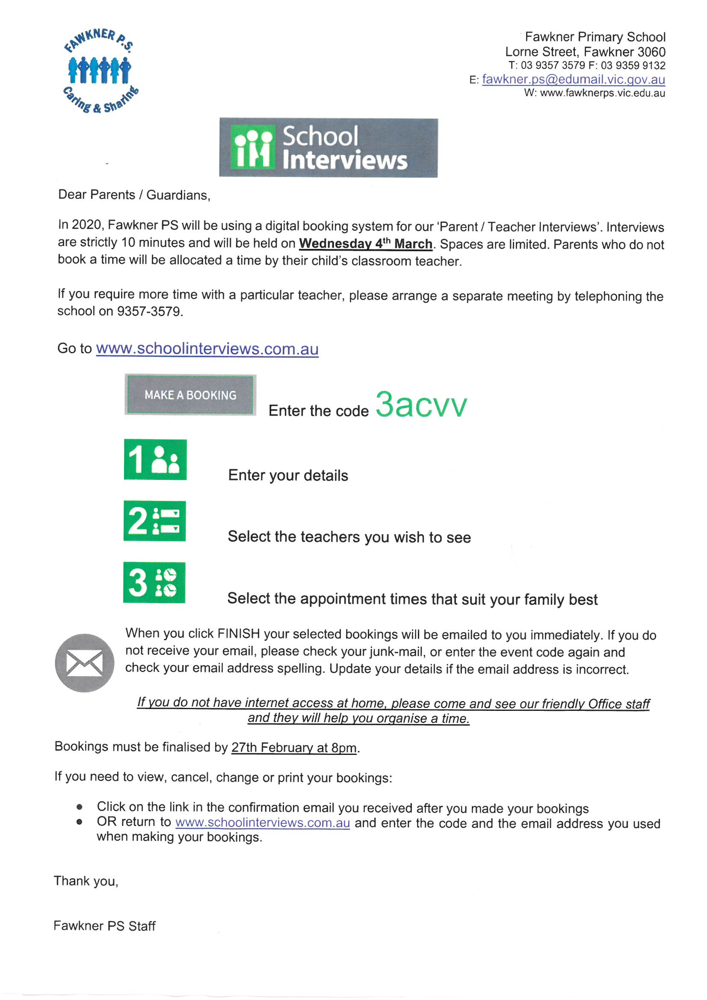 FAWKNER P.S.
Caring & Sharing
Fawkner Primary School
Lorne Street, Fawkner 3060
T: 03 9357 3579 F: 03 9359 9132
E: fawkner.ps@edumail.vic.gov.au
W: www.fawknerps.vic.edu.au
School
Interviews
Dear Parents / Guardians,
In 2020, Fawkner PS will be using a digital booking system for our ‘Parent / Teacher Interviews’. Interviews
are strictly 10 minutes and will be held on Wednesday 4th March. Spaces are limited. Parents who do not
book a time will be allocated a time by their child’s classroom teacher.
If you require more time with a particular teacher, please arrange a separate meeting by telephoning the
school on 9357-3579.
Go to www.schoolinterviews.com.au
MAKE A BOOKING
Enter the code 3acvv
1
Enter your details
2
Select the teachers you wish to see
3
Select the appointment times that suit your family best
When you click FINISH your selected bookings will be emailed to you immediately. If you do
not receive your email, please check your junk-mail, or enter the event code again and
check your email address spelling. Update your details if the email address is incorrect.
If you do not have internet access at home, please come and see our friendly Office staff
and they will help you organise a time.
Bookings must be finalised by 27th February at 8pm.
If you need to view, cancel, change or print your bookings:
● Click on the link in the confirmation email you received after you made your bookings
● OR return to www.schoolinterviews.com.au and enter the code and the email address you used
when making your bookings.
Thank you,
Fawkner PS Staff